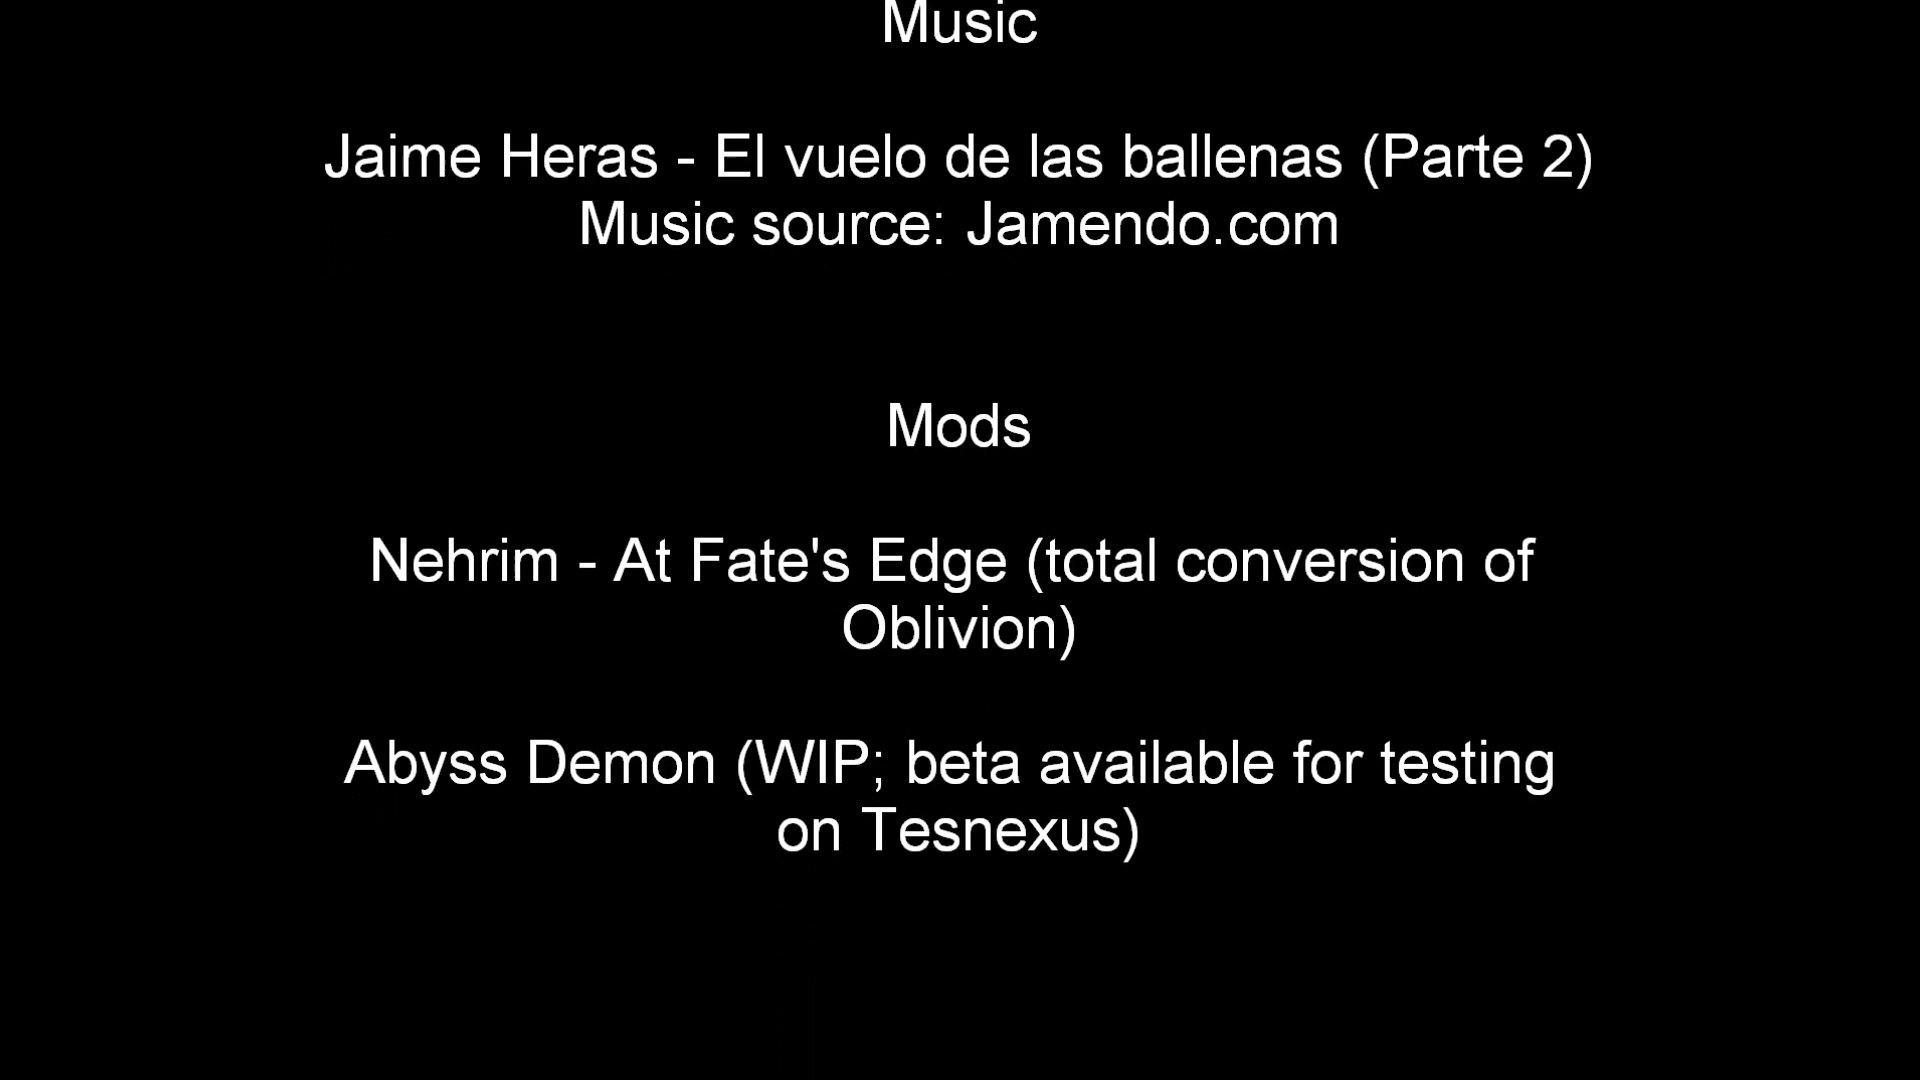 Music
Jaime Heras - El vuelo de las ballenas (Parte 2)
Music source: Jamendo.com
Mods
Nehrim - At Fate's Edge (total conversion of
Oblivion)
Abyss Demon (WIP; beta available for testing
on Tesnexus)